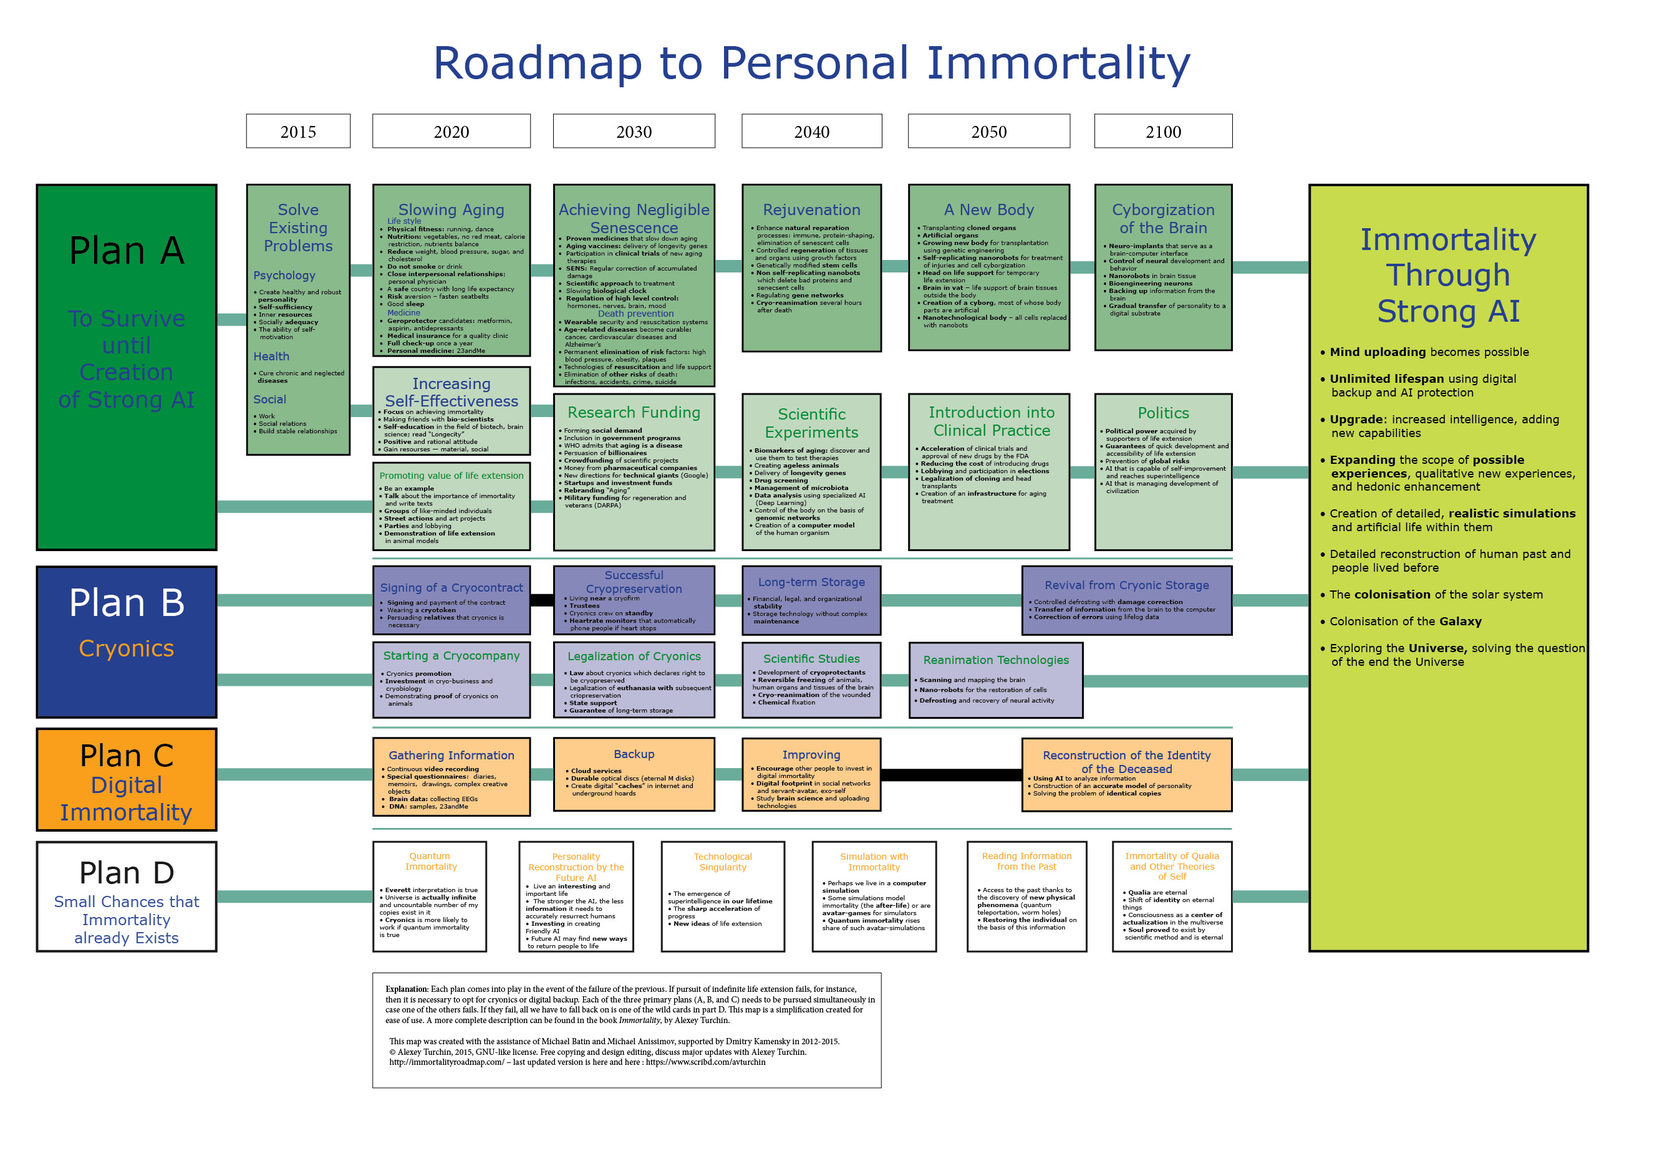 Roadmap to Personal Immortality
2015
2020
2030
2040
2050
2100
Plan A
To Survive
until
Creation
of Strong AI
Solve
Existing
Problems
Psychology
• Create healthy and robust
personality
• Self-sufficiency
• Inner resources
• Socially adequacy
• The ability of self-
motivation
Health
• Cure chronic and neglected
diseases
Social
• Work
• Social relations
• Build stable relationships
Slowing Aging
Life style
• Physical fitness: running, dance
• Nutrition: vegetables, no red meat, calorie
restriction, nutrients balance
• Reduce weight, blood pressure, sugar, and
cholesterol
• Do not smoke or drink
• Close interpersonal relationships:
personal physician
• A safe country with long life expectancy
• Risk aversion – fasten seatbelts
• Good sleep
Medicine
• Geroprotector candidates: metformin,
aspirin, antidepressants
• Medical insurance for a quality clinic
• Full check-up once a year
• Personal medicine: 23andMe
Increasing
Self-Effectiveness
• Focus on achieving immortality
• Making friends with bio-scientists
• Self-education in the field of biotech, brain
science; read "Longecity"
• Positive and rational attitude
• Gain resourses — material, social
Promoting value of life extension
• Be an example
• Talk about the importance of immortality
and write texts
• Groups of like-minded individuals
• Street actions and art projects
• Parties and lobbying
• Demonstration of life extension
in animal models
Achieving Negligible
Senescence
• Proven medicines that slow down aging
• Aging vaccines: delivery of longevity genes
• Participation in clinical trials of new aging
therapies
• SENS: Regular correction of accumulated
damage
• Scientific approach to treatment
• Slowing biological clock
• Regulation of high level control:
hormones, nerves, brain, mood
Death prevention
• Wearable security and resuscitation systems
• Age-related diseases become curable:
cancer, cardiovascular diseases and
Alzheimer's
• Permanent elimination of risk factors: high
blood pressure, obesity, plaques
• Technologies of resuscitation and life support
• Elimination of other risks of death:
infections, accidents, crime, suicide
Research Funding
• Forming social demand
• Inclusion in government programs
• WHO admits that aging is a disease
• Persuasion of billionaires
• Crowdfunding of scientific projects
• Money from pharmaceutical companies
• New directions for technical giants (Google)
• Startups and investment funds
• Rebranding "Aging"
• Military funding for regeneration and
veterans (DARPA)
Rejuvenation
• Enhance natural reparation
processes: immune, protein-shaping,
elimination of senescent cells
• Controlled regeneration of tissues
and organs using growth factors
• Genetically modified stem cells
• Non self-replicating nanobots
which delete bad proteins and
senescent cells
• Regulating gene networks
• Cryo-reanimation several hours
after death
Scientific
Experiments
• Biomarkers of aging: discover and
use them to test therapies
• Creating ageless animals
• Delivery of longevity genes
• Drug screening
• Management of microbiota
• Data analysis using specialized AI
(Deep Learning)
• Control of the body on the basis of
genomic networks
• Creation of a computer model
of the human organism
A New Body
• Transplanting cloned organs
• Artificial organs
• Growing new body for transplantation
using genetic engineering
• Self-replicating nanorobots for treatment
of injuries and cell cyborgization
• Head on life support for temporary
life extension
• Brain in vat – life support of brain tissues
outside the body
• Creation of a cyborg, most of whose body
parts are artificial
• Nanotechnological body – all cells replaced
with nanobots
Introduction into
Clinical Practice
• Acceleration of clinical trials and
approval of new drugs by the FDA
• Reducing the cost of introducing drugs
• Lobbying and participation in elections
• Legalization of cloning and head
transplants
• Creation of an infrastructure for aging
treatment
Cyborgization
of the Brain
• Neuro-implants that serve as a
brain-computer interface
• Control of neural development and
behavior
• Nanorobots in brain tissue
• Bioengineering neurons
• Backing up information from the
brain
• Gradual transfer of personality to a
digital substrate
Politics
• Political power acquired by
supporters of life extension
• Guarantees of quick development and
accessibility of life extension
• Prevention of global risks
• AI that is capable of self-improvement
and reaches superintelligence
• AI that is managing development of
civilization
Immortality
Through
Strong AI
• Mind uploading becomes possible
• Unlimited lifespan using digital
backup and AI protection
• Upgrade: increased intelligence, adding
new capabilities
• Expanding the scope of possible
experiences, qualitative new experiences,
and hedonic enhancement
• Creation of detailed, realistic simulations
and artificial life within them
• Detailed reconstruction of human past and
people lived before
• The colonisation of the solar system
• Colonisation of the Galaxy
• Exploring the Universe, solving the question
of the end the Universe
Plan B
Cryonics
Signing of a Cryocontract
• Signing and payment of the contract
• Wearing a cryotoken
• Persuading relatives that cryonics is
necessary
Successful
Cryopreservation
• Living near a cryofirm
• Trustees
• Cryonics crew on standby
• Heartrate monitors that automatically
phone people if heart stops
Long-term Storage
• Financial, legal, and organizational
stability
• Storage technology without complex
maintenance
Revival from Cryonic Storage
• Controlled defrosting with damage correction
• Transfer of information from the brain to the computer
• Correction of errors using lifelog data
Starting a Cryocompany
• Cryonics promotion
• Investment in cryo-business and
cryobiology
• Demonstrating proof of cryonics on
animals
Legalization of Cryonics
• Law about cryonics which declares right to
be cryopreserved
• Legalization of euthanasia with subsequent
criopreservation
• State support
• Guarantee of long-term storage
Scientific Studies
• Development of cryoprotectants
• Reversible freezing of animals,
human organs and tissues of the brain
• Cryo-reanimation of the wounded
• Chemical fixation
Reanimation Technologies
• Scanning and mapping the brain
• Nano-robots for the restoration of cells
• Defrosting and recovery of neural activity
Plan C
Digital
Immortality
Gathering Information
• Continuous video recording
• Special questionnaires: diaries,
memoirs, drawings, complex creative
objects
• Brain data: collecting EEGs
• DNA: samples, 23andMe
Backup
• Cloud services
• Durable optical discs (eternal M disks)
• Create digital "caches" in internet and
underground hoards
Improving
• Encourage other people to invest in
digital immortality
• Digital footprint in social networks
and servant-avatar, exo-self
• Study brain science and uploading
technologies
Reconstruction of the Identity
of the Deceased
• Using AI to analyze information
• Construction of an accurate model of personality
• Solving the problem of identical copies
Plan D
Small Chances that
Immortality
already Exists
Quantum
Immortality
• Everett interpretation is true
• Universe is actually infinite
and uncountable number of my
copies exist in it
• Cryonics is more likely to
work if quantum immortality
is true
Personality
Reconstruction by the
Future AI
• Live an interesting and
important life
• The stronger the AI, the less
information it needs to
accurately resurrect humans
• Investing in creating
Friendly AI
• Future AI may find new ways
to return people to life
Technological
Singularity
• The emergence of
superintelligence in our lifetime
• The sharp acceleration of
progress
• New ideas of life extension
Simulation with
Immortality
• Perhaps we live in a computer
simulation
• Some simulations model
immortality (the after-life) or are
avatar-games for simulators
• Quantum immortality rises
share of such avatar-simulations
Reading Information
from the Past
• Access to the past thanks to
the discovery of new physical
phenomena (quantum
teleportation, worm holes)
• Restoring the individual on
the basis of this information
Immortality of Qualia
and Other Theories
of Self
• Qualia are eternal
• Shift of identity on eternal
things
• Consciousness as a center of
actualization in the multiverse
• Soul proved to exist by
scientific method and is eternal
Explanation: Each plan comes into play in the event of the failure of the previous. If pursuit of indefinite life extension fails, for instance,
then it is necessary to opt for cryonics or digital backup. Each of the three primary plans (A, B, and C) needs to be pursued simultaneously in
case one of the others fails. If they fail, all we have to fall back on is one of the wild cards in part D. This map is a simplification created for
ease of use. A more complete description can be found in the book Immortality, by Alexey Turchin.
This map was created with the assistance of Michael Batin and Michael Anissimov, supported by Dmitry Kamensky in 2012-2015.
© Alexey Turchin, 2015, GNU-like license. Free copying and design editing, discuss major updates with Alexey Turchin.
http://immortalityroadmap.com/ – last updated version is here and here : https://www.scribd.com/avturchin